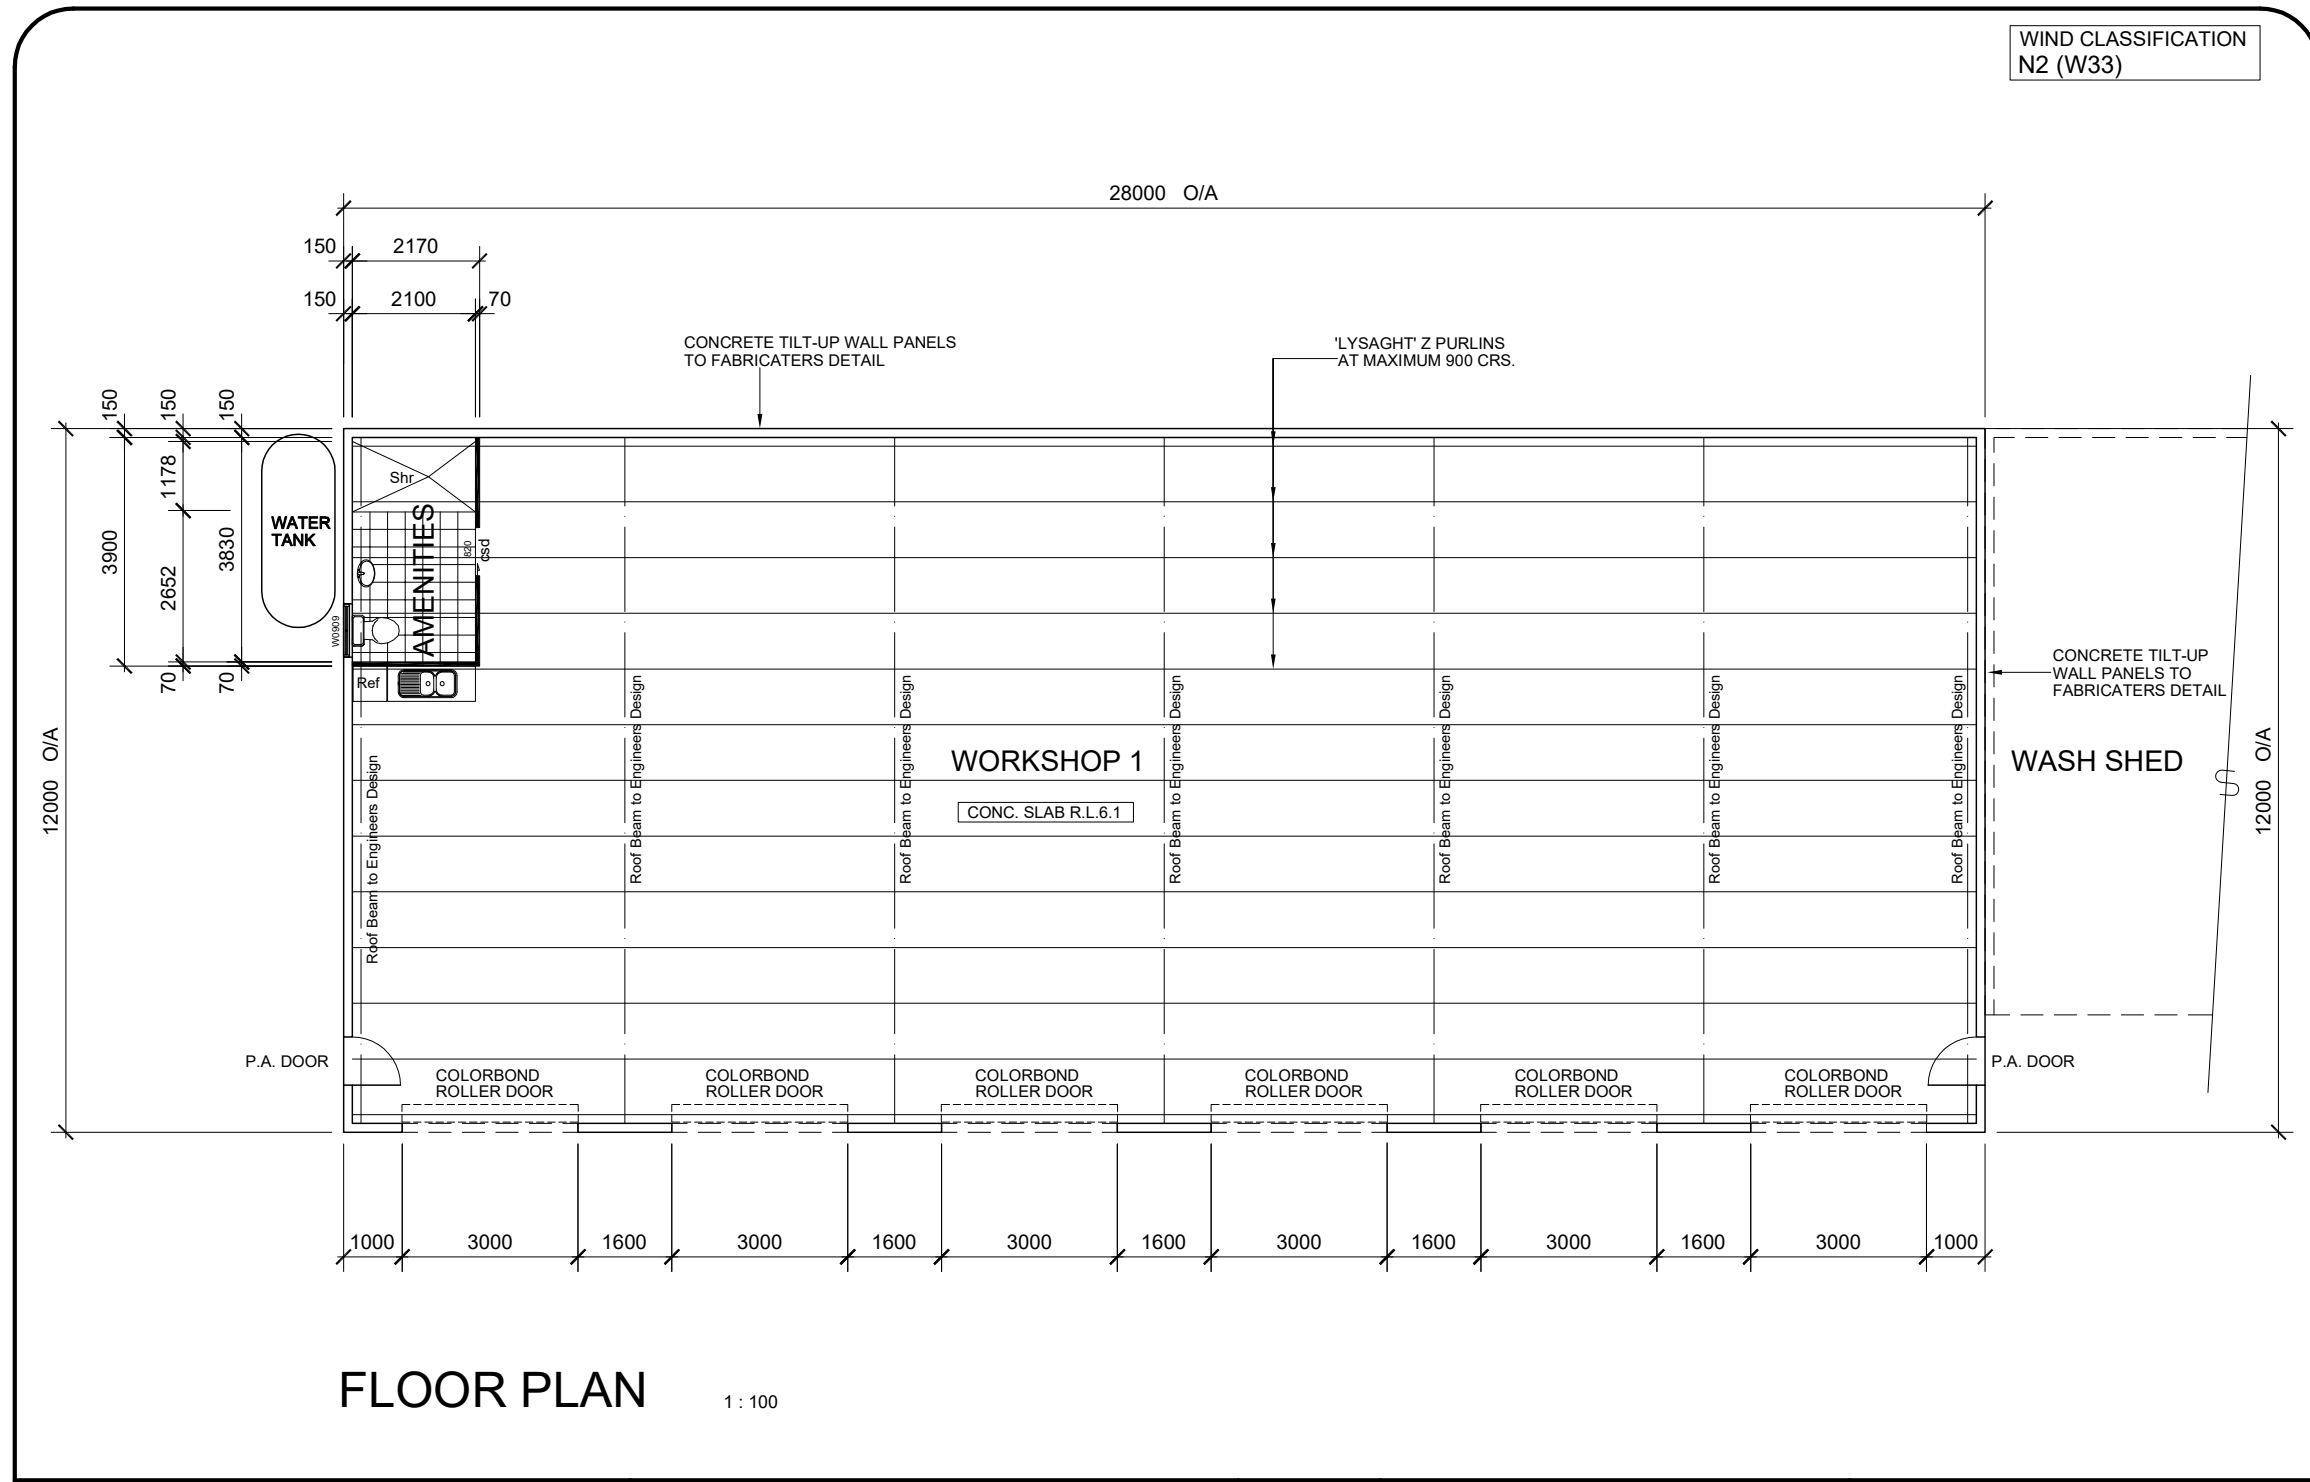 WIND CLASSIFICATION
N2 (W33)
28000 O/A
150 2170
150 2100 70
CONCRETE TILT-UP WALL PANELS
TO FABRICATERS DETAIL
'LYSAGHT' Z PURLINS
AT MAXIMUM 900 CRS.
150
150
150
3900
1178
2652
3830
70
70
12000 O/A
WATER
TANK
Shr
AMENITIES
820
csd
W0909
Ref
CONCRETE TILT-UP
WALL PANELS TO
FABRICATERS DETAIL
WASH SHED
12000 O/A
WORKSHOP 1
CONC. SLAB R.L.6.1
Roof Beam to Engineers Design
Roof Beam to Engineers Design
Roof Beam to Engineers Design
Roof Beam to Engineers Design
Roof Beam to Engineers Design
Roof Beam to Engineers Design
Roof Beam to Engineers Design
P.A. DOOR
P.A. DOOR
COLORBOND
ROLLER DOOR
COLORBOND
ROLLER DOOR
COLORBOND
ROLLER DOOR
COLORBOND
ROLLER DOOR
COLORBOND
ROLLER DOOR
COLORBOND
ROLLER DOOR
1000 3000 1600 3000 1600 3000 1600 3000 1600 3000 1600 3000 1000
FLOOR PLAN 1 : 100